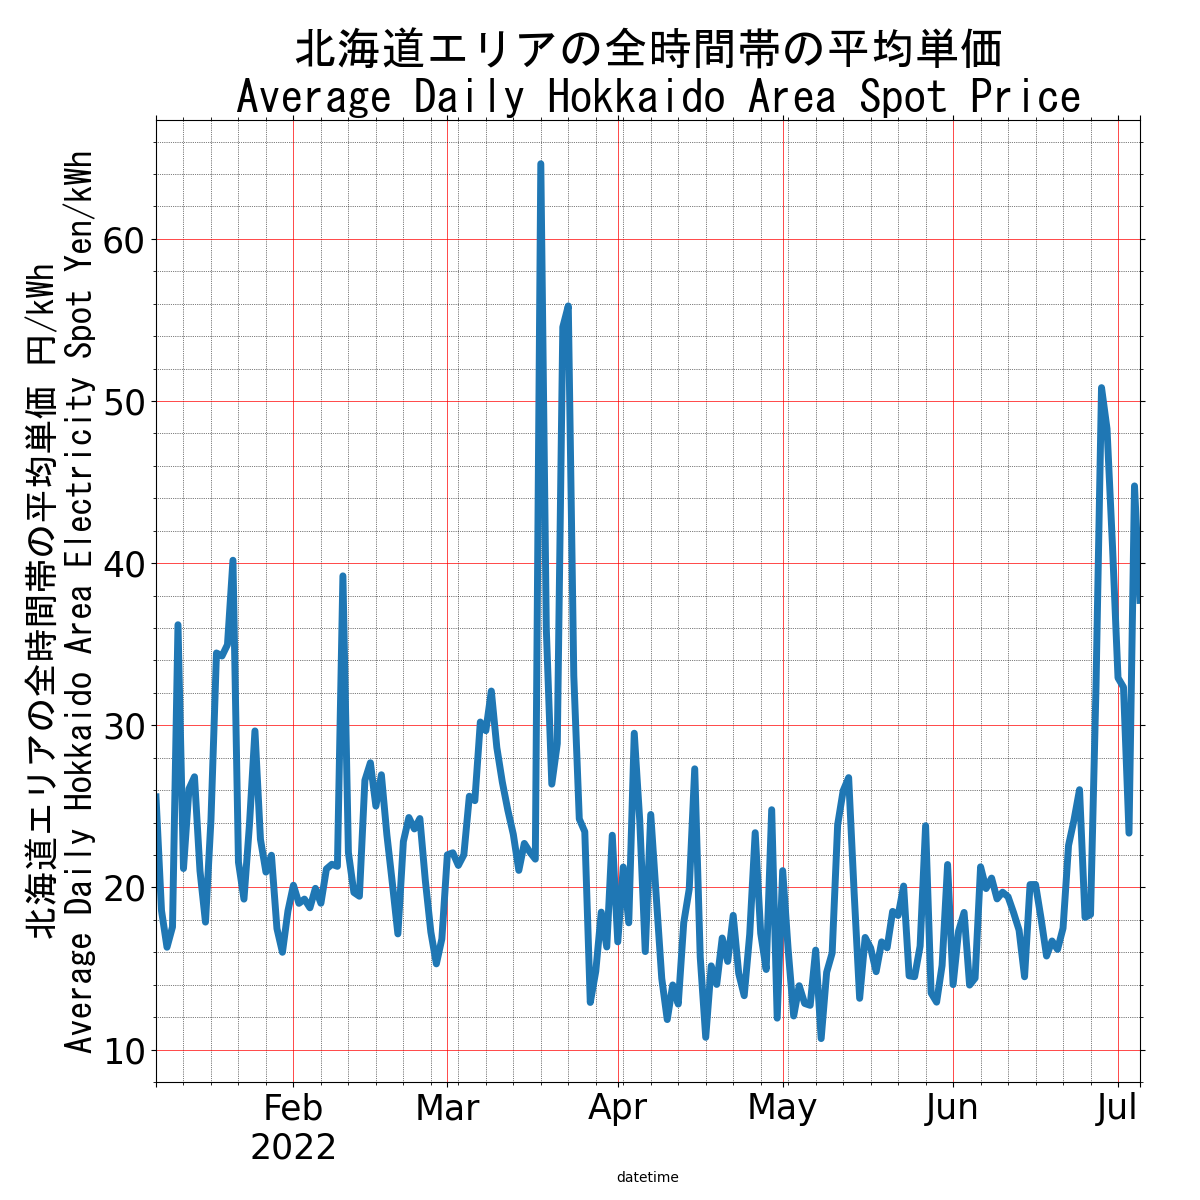 北海道エリアの全時間帯の平均単価
Average Daily Hokkaido Area Spot Price
北海道エリアの全時間帯の平均単価 円/kWh
Average Daily Hokkaido Area Electricity Spot Yen/kWh
60
50
40
30
20
10
Feb
2022
Mar
Apr
May
Jun
Jul
datetime